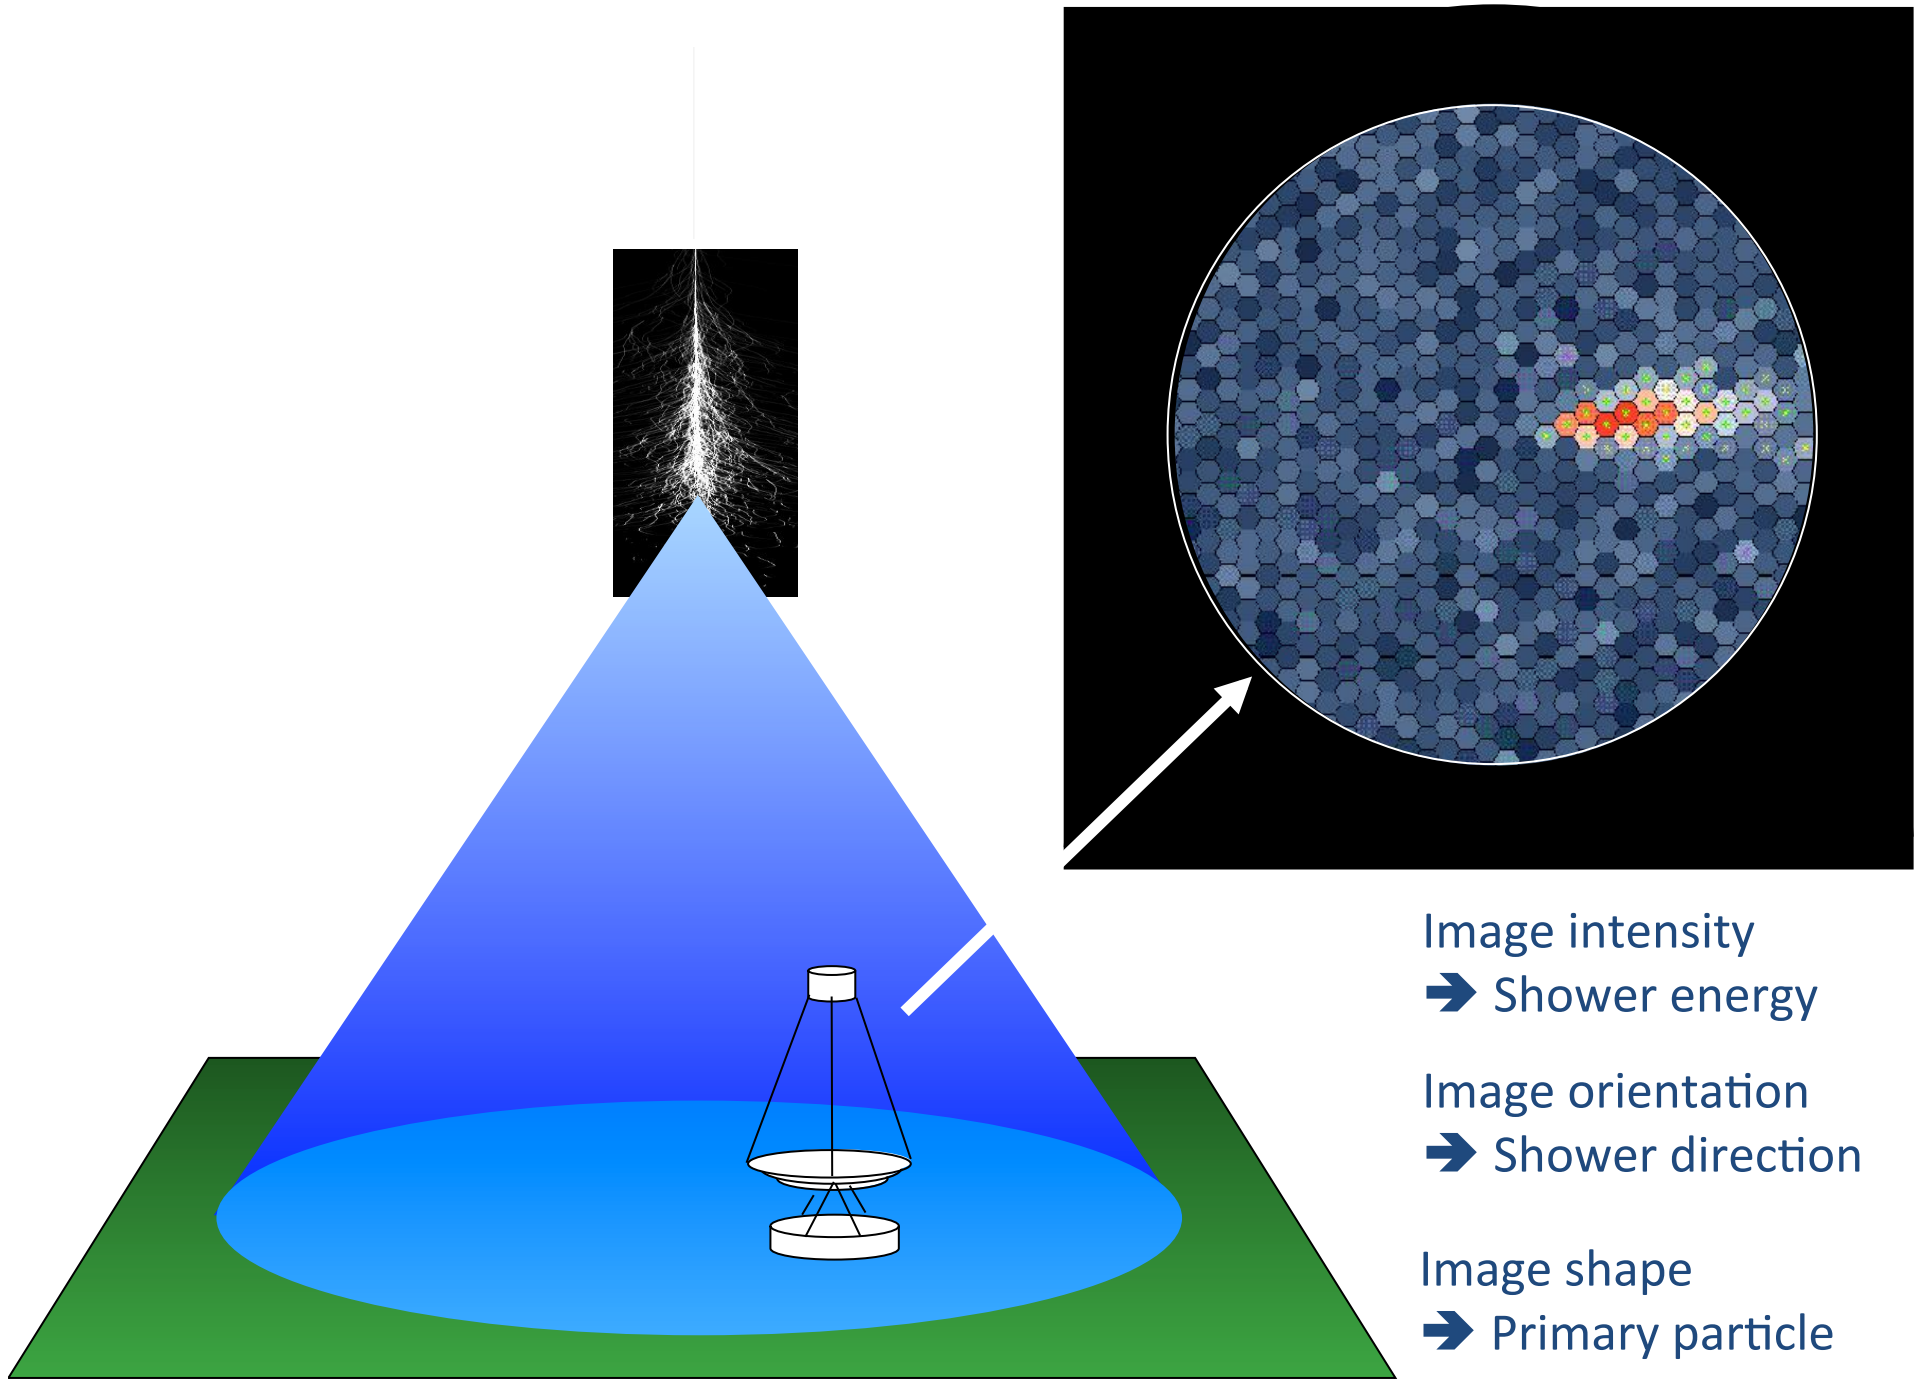 Image intensity
➔ Shower energy
Image orientation
➔ Shower direction
Image shape
➔ Primary particle